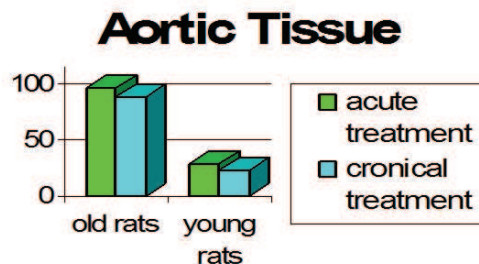 Aortic Tissue
100
50
0
old rats
young
rats
acute
treatment
cronical
treatment